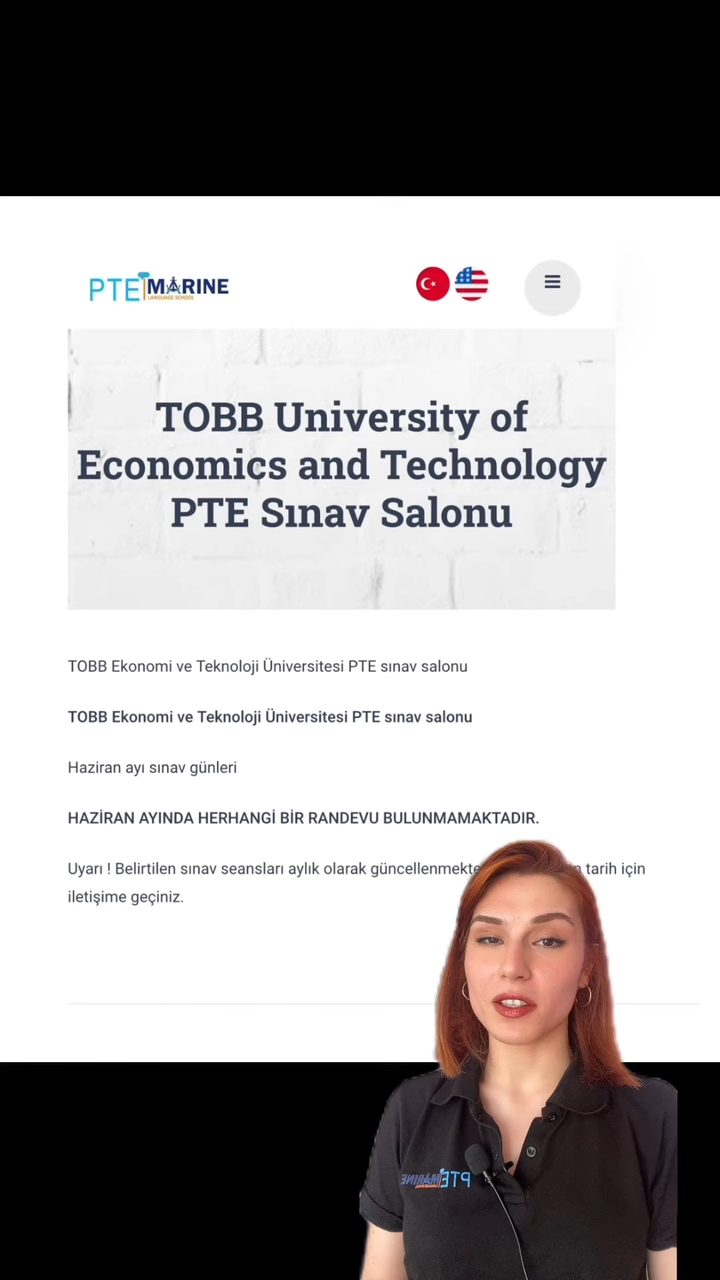 PTE MARINE
LANGUAGE SCHOOL
TOBB University of
Economics and Technology
PTE Sınav Salonu
TOBB Ekonomi ve Teknoloji Üniversitesi PTE sınav salonu
TOBB Ekonomi ve Teknoloji Üniversitesi PTE sınav salonu
Haziran ayı sınav günleri
HAZİRAN AYINDA HERHANGİ BİR RANDEVU BULUNMAMAKTADIR.
Uyarı ! Belirtilen sınav seansları aylık olarak tarih için
iletişime geçiniz.
PTE MARINE